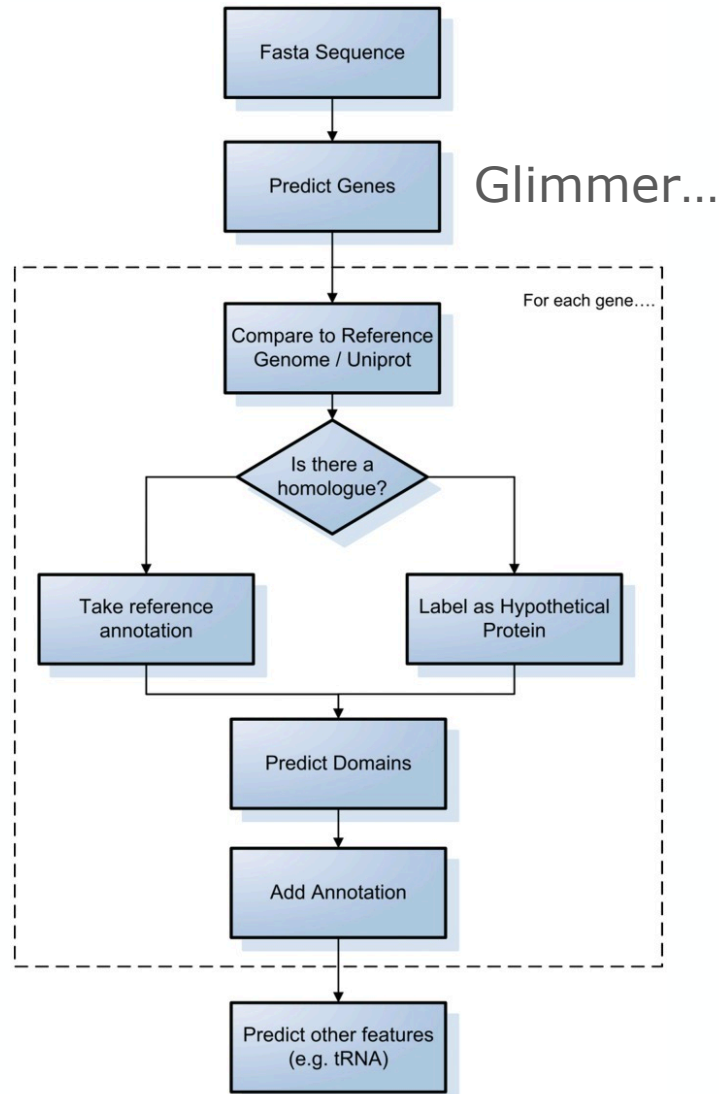 Fasta Sequence
Predict Genes
Glimmer...
For each gene....
Compare to Reference
Genome / Uniprot
Is there a
homologue?
Take reference
annotation
Label as Hypothetical
Protein
Predict Domains
Add Annotation
Predict other features
(e.g. tRNA)